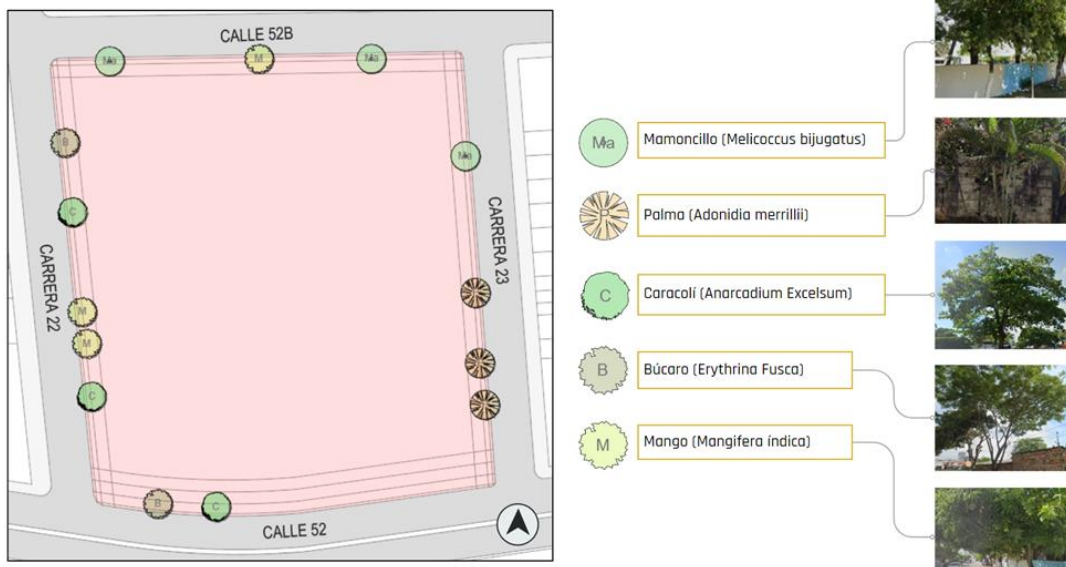 CALLE 52B
Ma
M
Ma
B
Ma
C
CARRERA 23
CARRERA 22
M
M
C
B
C
CALLE 52
Ma
Mamoncillo (Melicoccus bijugatus)
Palma (Adonidia merrillii)
C
Caracolí (Anarcadium Excelsum)
B
Búcaro (Erythrina Fusca)
M
Mango (Mangifera índica)